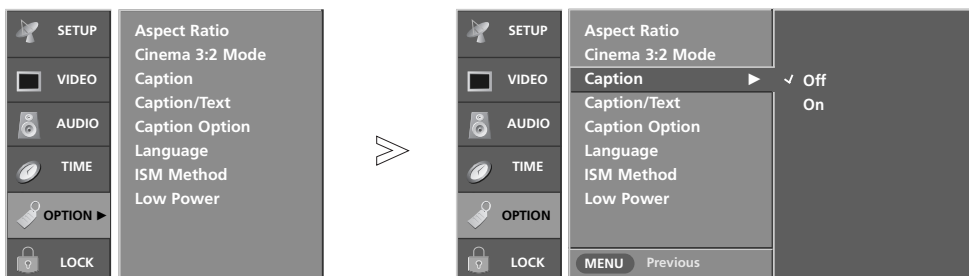 SETUP
VIDEO
AUDIO
TIME
OPTION
LOCK
Aspect Ratio
Cinema 3:2 Mode
Caption
Caption/Text
Caption Option
Language
ISM Method
Low Power
SETUP
VIDEO
AUDIO
TIME
OPTION
LOCK
Aspect Ratio
Cinema 3:2 Mode
Caption
Caption/Text
Caption Option
Language
ISM Method
Low Power
MENU Previous
Off
On